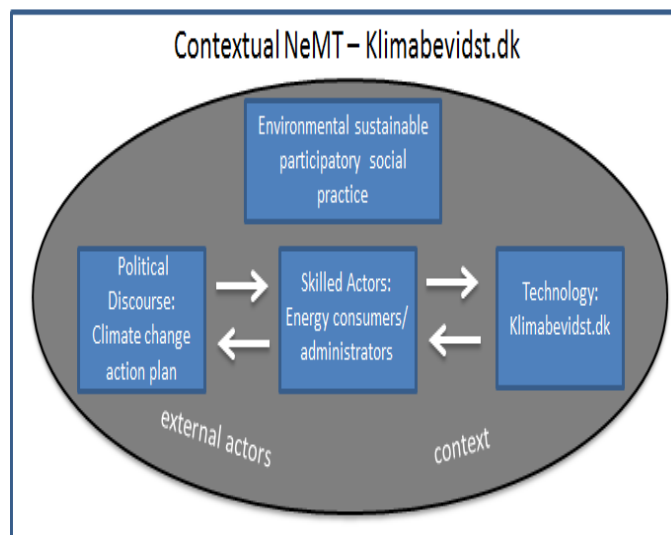 Contextual NeMT – Klimabevidst.dk
Environmental sustainable
participatory social
practice
Political
Discourse:
Climate change
action plan
Skilled Actors:
Energy consumers/
administrators
Technology:
Klimabevidst.dk
external actors
context